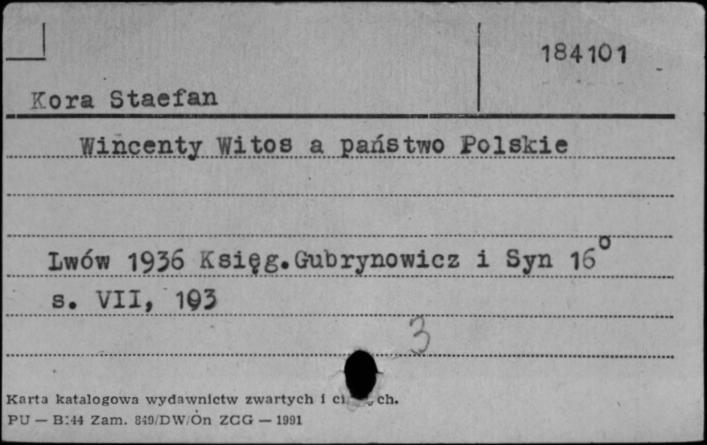 184101
Kora Staefan
Wincenty Witos a państwo Polskie
Lwów 1936 Księg.Gubrynowicz i Syn 16°
s. VII, 193
3
Karta katalogowa wydawnictw zwartych i
PU — B:44 Zam. 849/DW/Ón ZGG — 1991